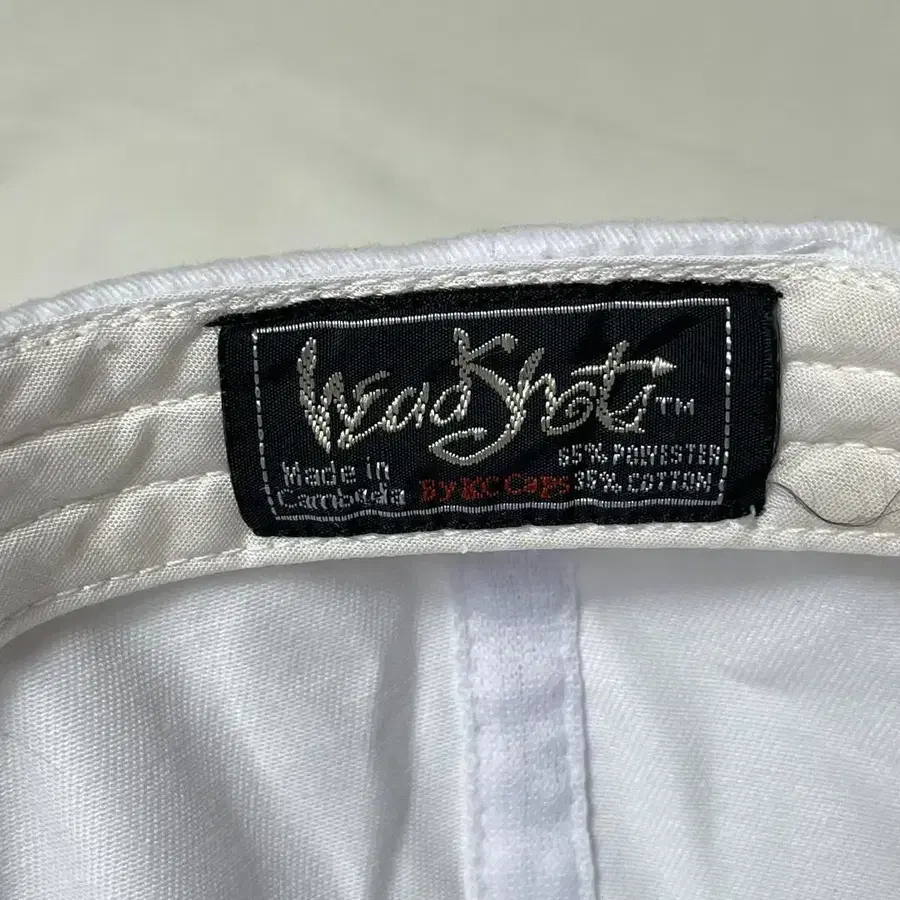 HeadShots™
Made in 65% POLYESTER
Cambodia By KC Caps 35% COTTON